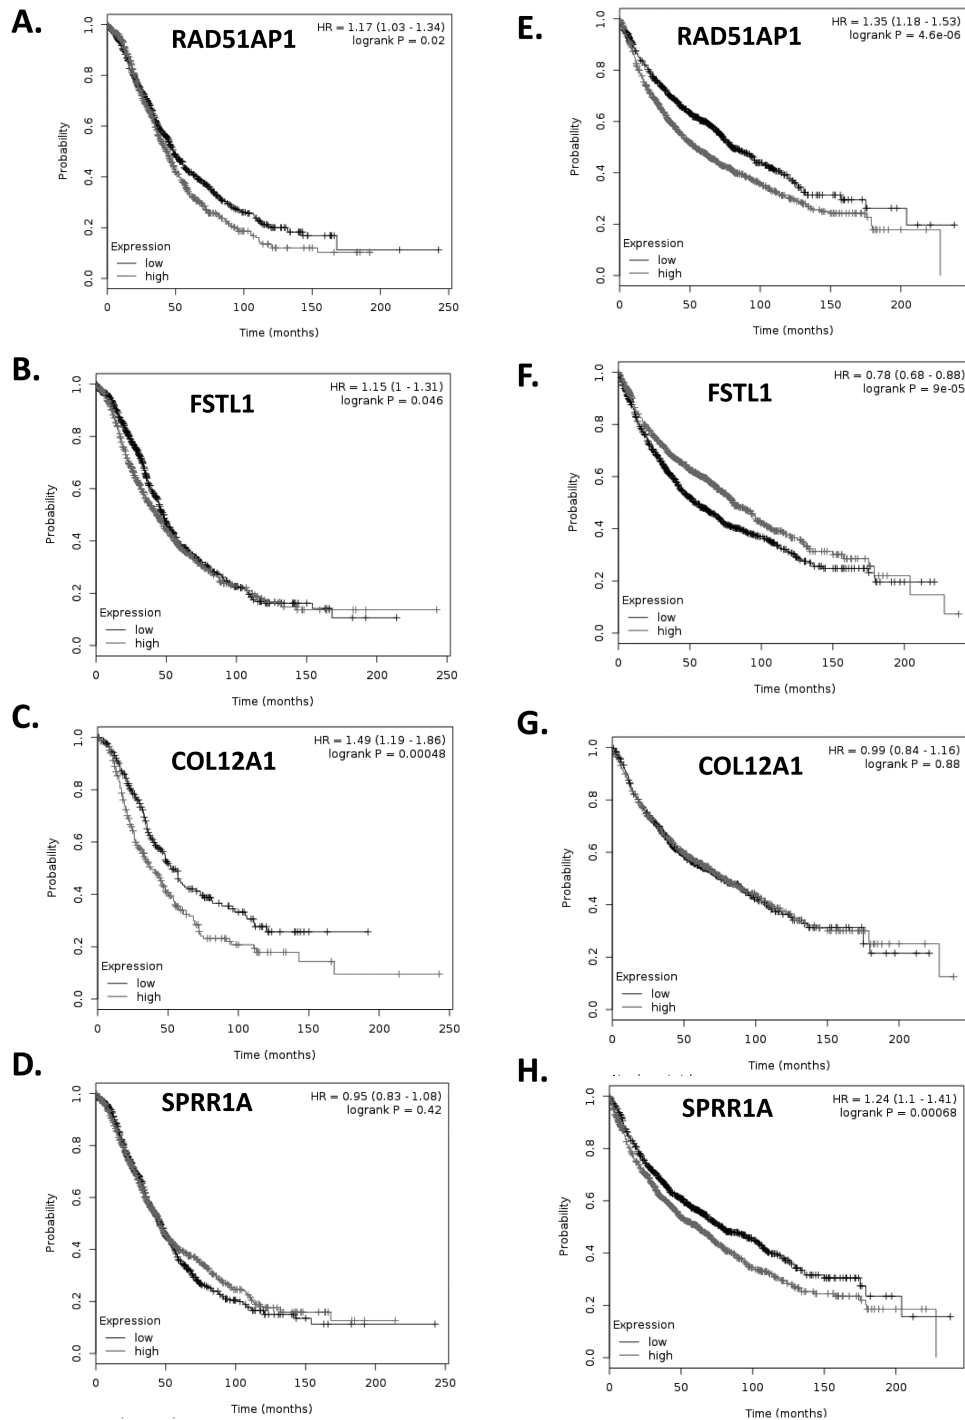 A.
RAD51AP1
HR = 1.17 (1.03 - 1.34)
logrank P = 0.02
Probability
1.0
0.8
0.6
0.4
0.2
0.0
Expression
low
high
0 50 100 150 200 250
Time (months)
B.
FSTL1
HR = 1.15 (1 - 1.31)
logrank P = 0.046
Probability
1.0
0.8
0.6
0.4
0.2
0.0
Expression
low
high
0 50 100 150 200 250
Time (months)
C.
COL12A1
HR = 1.49 (1.19 - 1.86)
logrank P = 0.00048
Probability
1.0
0.8
0.6
0.4
0.2
0.0
Expression
low
high
0 50 100 150 200 250
Time (months)
D.
SPRR1A
HR = 0.95 (0.83 - 1.08)
logrank P = 0.42
Probability
1.0
0.8
0.6
0.4
0.2
0.0
Expression
low
high
0 50 100 150 200 250
Time (months)
E.
RAD51AP1
HR = 1.35 (1.18 - 1.53)
logrank P = 4.6e-06
Probability
1.0
0.8
0.6
0.4
0.2
0.0
Expression
low
high
0 50 100 150 200
Time (months)
F.
FSTL1
HR = 0.78 (0.68 - 0.88)
logrank P = 9e-05
Probability
1.0
0.8
0.6
0.4
0.2
0.0
Expression
low
high
0 50 100 150 200
Time (months)
G.
COL12A1
HR = 0.99 (0.84 - 1.16)
logrank P = 0.88
Probability
1.0
0.8
0.6
0.4
0.2
0.0
Expression
low
high
0 50 100 150 200
Time (months)
H.
SPRR1A
HR = 1.24 (1.1 - 1.41)
logrank P = 0.00068
Probability
1.0
0.8
0.6
0.4
0.2
0.0
Expression
low
high
0 50 100 150 200
Time (months)